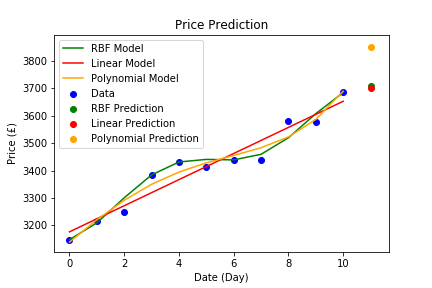 Price Prediction
RBF Model
Linear Model
Polynomial Model
Data
RBF Prediction
Linear Prediction
Polynomial Prediction
Price (£)
3800
3700
3600
3500
3400
3300
3200
0 2 4 6 8 10
Date (Day)